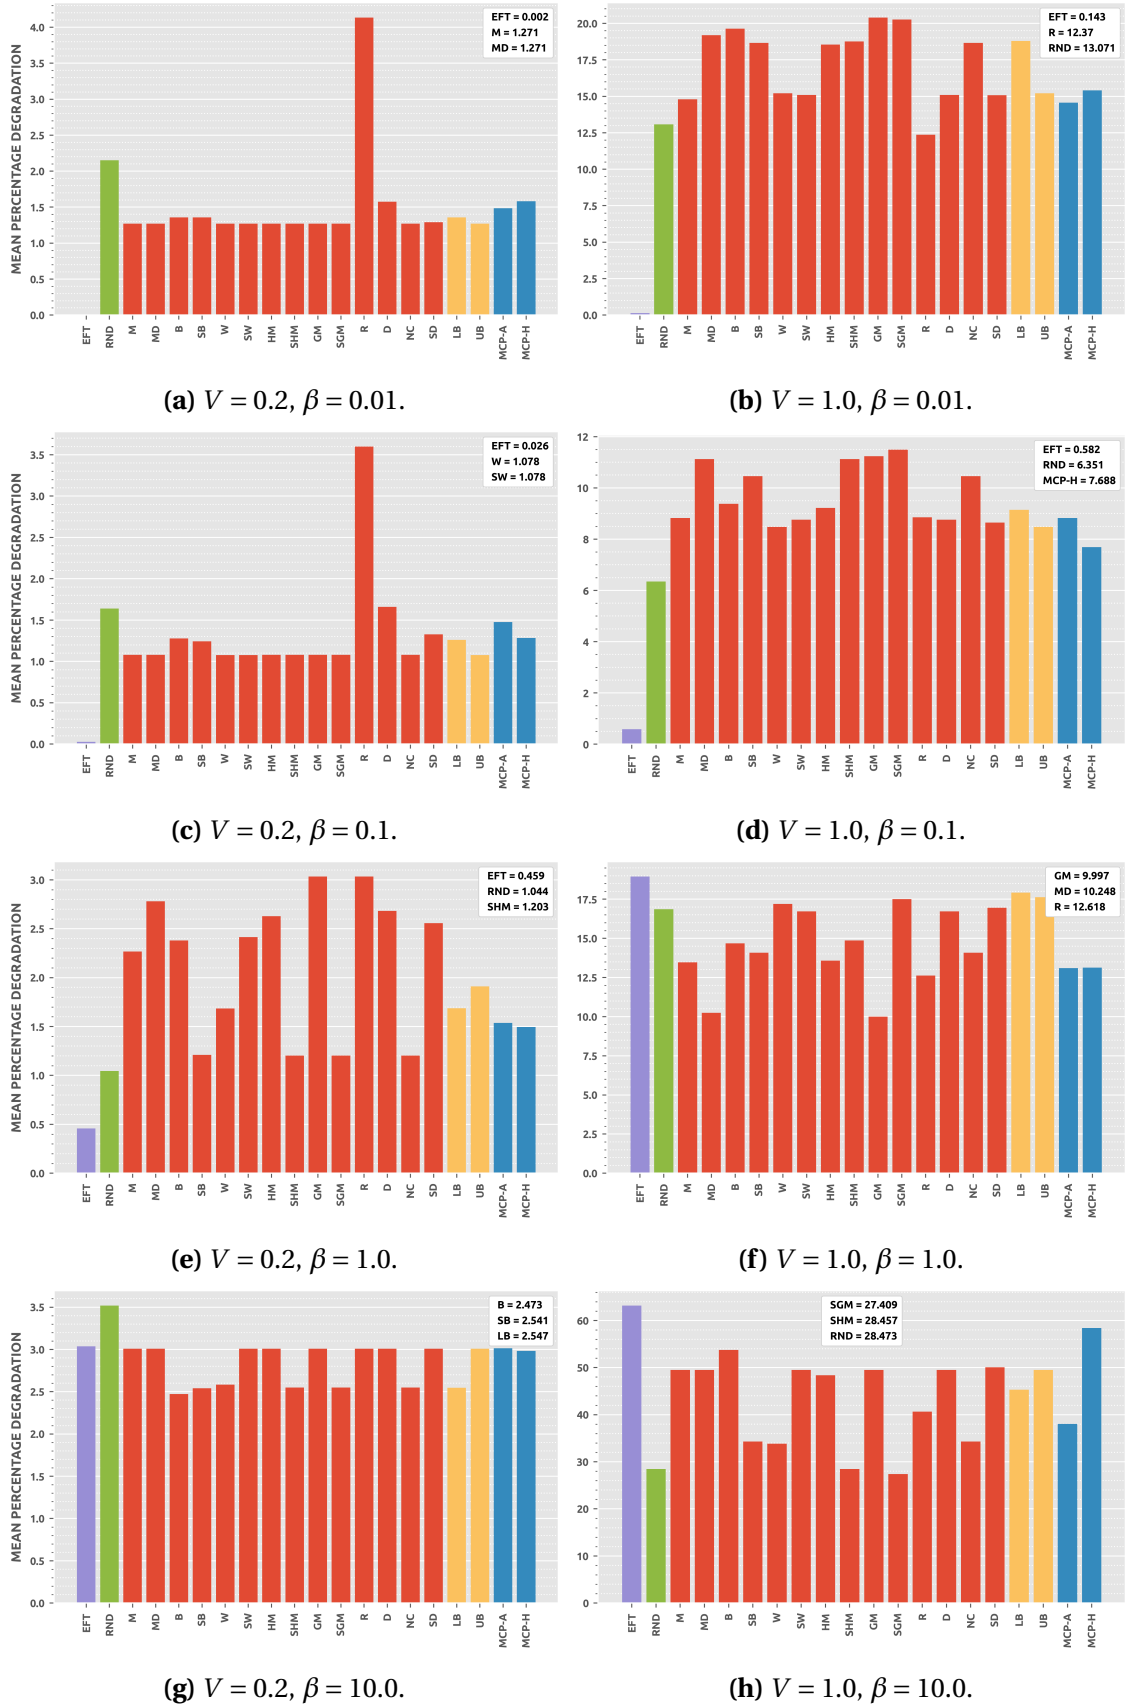 MEAN PERCENTAGE DEGRADATION
4.0
3.5
3.0
2.5
2.0
1.5
1.0
0.5
0.0
EFT = 0.002
M = 1.271
MD = 1.271
EFT RND M MD B SB W SW HM SHM GM SGM R D NC SD LB UB MCP-A MCP-H
(a) V = 0.2, β = 0.01.
20.0
17.5
15.0
12.5
10.0
7.5
5.0
2.5
0.0
EFT = 0.143
R = 12.37
RND = 13.071
EFT RND M MD B SB W SW HM SHM GM SGM R D NC SD LB UB MCP-A MCP-H
(b) V = 1.0, β = 0.01.
MEAN PERCENTAGE DEGRADATION
3.5
3.0
2.5
2.0
1.5
1.0
0.5
0.0
EFT = 0.026
W = 1.078
SW = 1.078
EFT RND M MD B SB W SW HM SHM GM SGM R D NC SD LB UB MCP-A MCP-H
(c) V = 0.2, β = 0.1.
12
10
8
6
4
2
0
EFT = 0.582
RND = 6.351
MCP-H = 7.688
EFT RND M MD B SB W SW HM SHM GM SGM R D NC SD LB UB MCP-A MCP-H
(d) V = 1.0, β = 0.1.
MEAN PERCENTAGE DEGRADATION
3.0
2.5
2.0
1.5
1.0
0.5
0.0
EFT = 0.459
RND = 1.044
SHM = 1.203
EFT RND M MD B SB W SW HM SHM GM SGM R D NC SD LB UB MCP-A MCP-H
(e) V = 0.2, β = 1.0.
17.5
15.0
12.5
10.0
7.5
5.0
2.5
0.0
GM = 9.997
MD = 10.248
R = 12.618
EFT RND M MD B SB W SW HM SHM GM SGM R D NC SD LB UB MCP-A MCP-H
(f) V = 1.0, β = 1.0.
MEAN PERCENTAGE DEGRADATION
3.5
3.0
2.5
2.0
1.5
1.0
0.5
0.0
B = 2.473
SB = 2.541
LB = 2.547
EFT RND M MD B SB W SW HM SHM GM SGM R D NC SD LB UB MCP-A MCP-H
(g) V = 0.2, β = 10.0.
60
50
40
30
20
10
0
SGM = 27.409
SHM = 28.457
RND = 28.473
EFT RND M MD B SB W SW HM SHM GM SGM R D NC SD LB UB MCP-A MCP-H
(h) V = 1.0, β = 10.0.